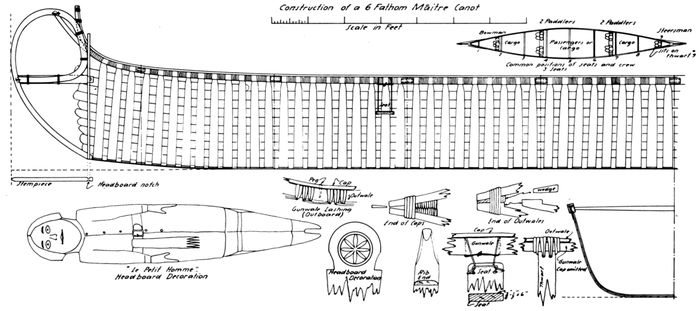 Construction of a 6 Fathom Maître Canot
Scale in Feet
2 Paddlers 2 Paddlers
Bowman Steersman
Cargo Passengers or Cargo Cargo
Sits on thwart?
Common positions of seats and crew
3 Seats
Seat
Stempiece
Headboard notch
Peg Cap
Outwale
Gunwale Lashing
(Outboard)
End of Caps
wedge
End of Outwales
"Le Petit Homme"
Headboard Decoration
Headboard
Decoration
Rib
End
Cap
Gunwale
Seat
Seat
Outwale
Gunwale
Cap omitted
Thwart